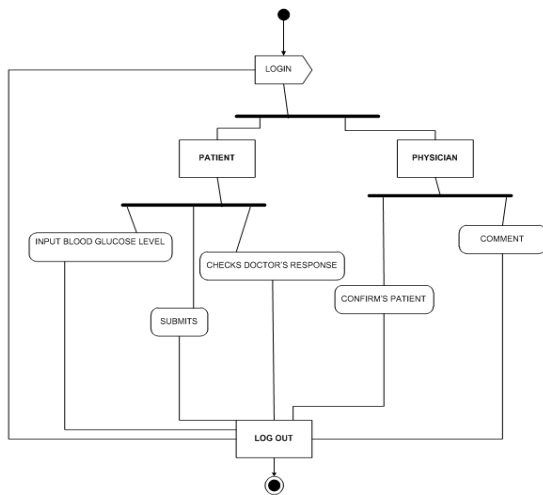 LOGIN
PATIENT
PHYSICIAN
INPUT BLOOD GLUCOSE LEVEL
COMMENT
CHECKS DOCTOR'S RESPONSE
CONFIRM'S PATIENT
SUBMITS
LOG OUT